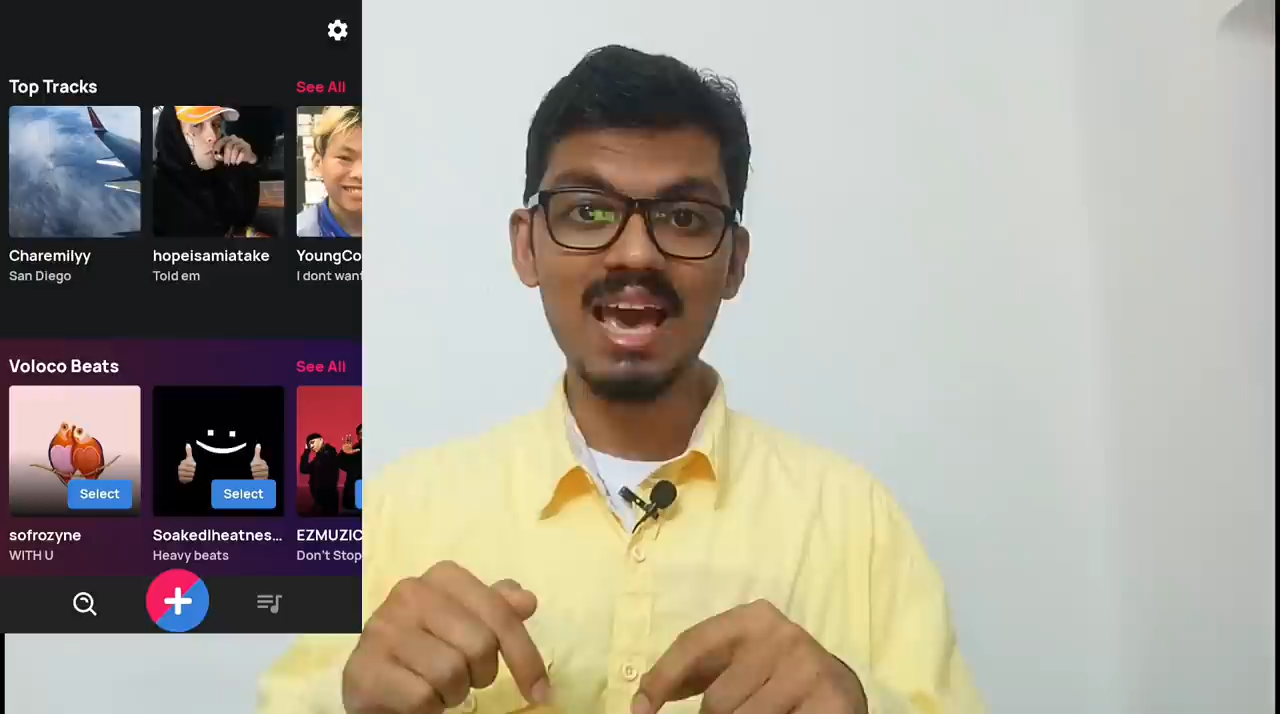 Top Tracks See All
Charemilyy hopeisamiatake YoungCo
San Diego Told em I dont want
Voloco Beats See All
Select Select
sofrozyne Soakedlheatnes... EZMUZIC
WITH U Heavy beats Don't Stop